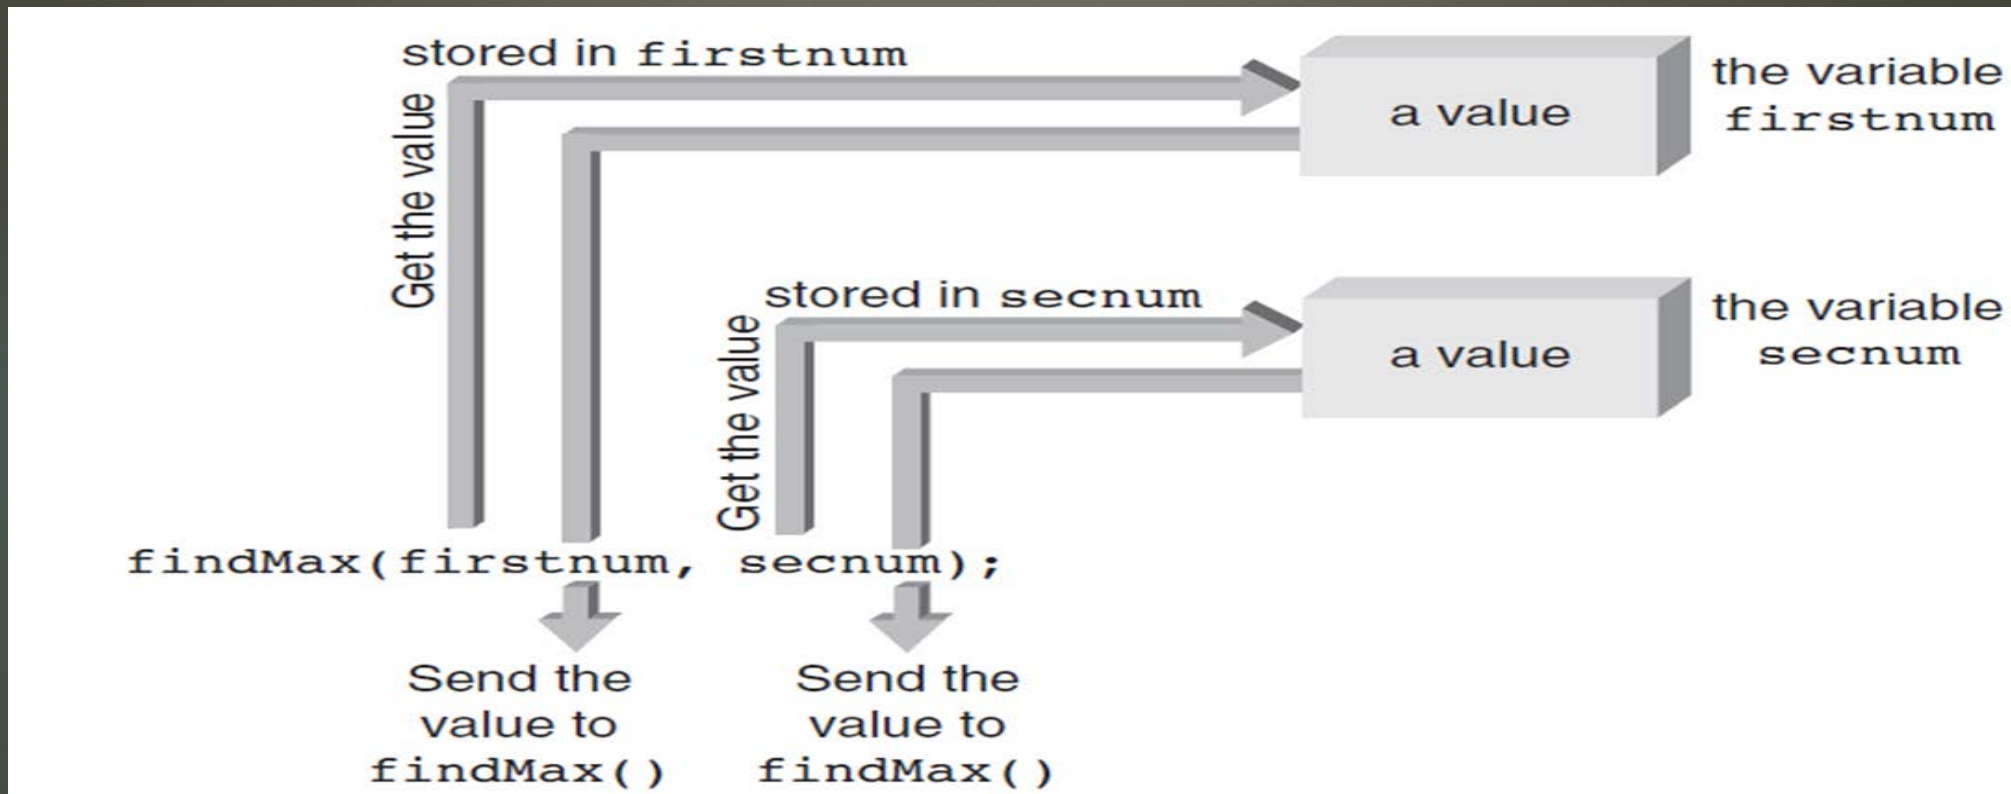 stored in firstnum
Get the value
a value
the variable
firstnum
stored in secnum
Get the value
a value
the variable
secnum
findMax(firstnum, secnum);
Send the
value to
findMax()
Send the
value to
findMax()